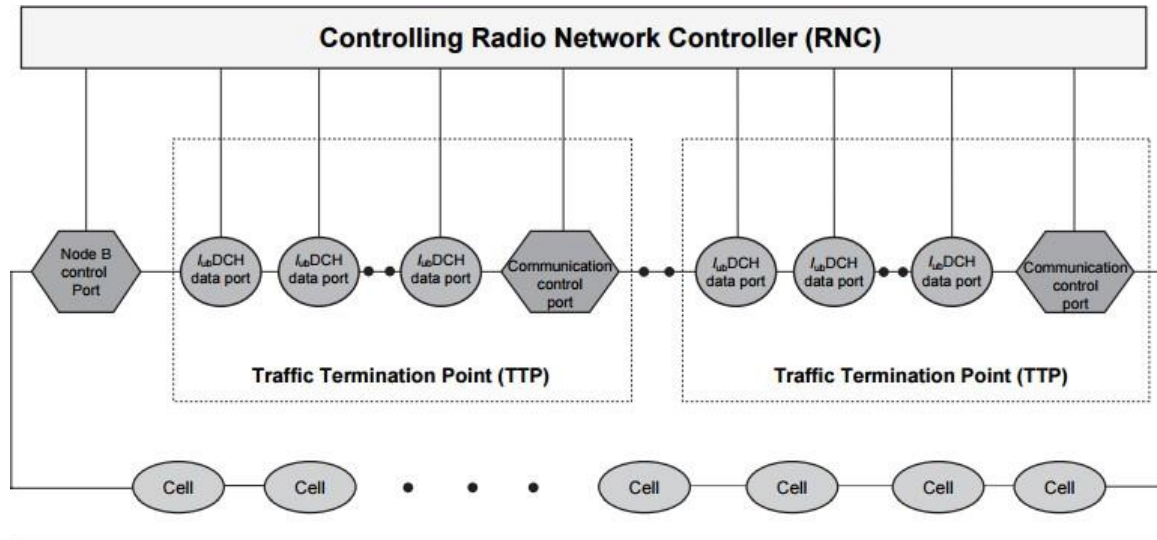 Controlling Radio Network Controller (RNC)
Node B
control
Port
IubDCH
data port
IubDCH
data port
IubDCH
data port
Communication
control
port
IubDCH
data port
IubDCH
data port
IubDCH
data port
Communication
control
port
Traffic Termination Point (TTP)
Traffic Termination Point (TTP)
Cell
Cell
Cell
Cell
Cell
Cell